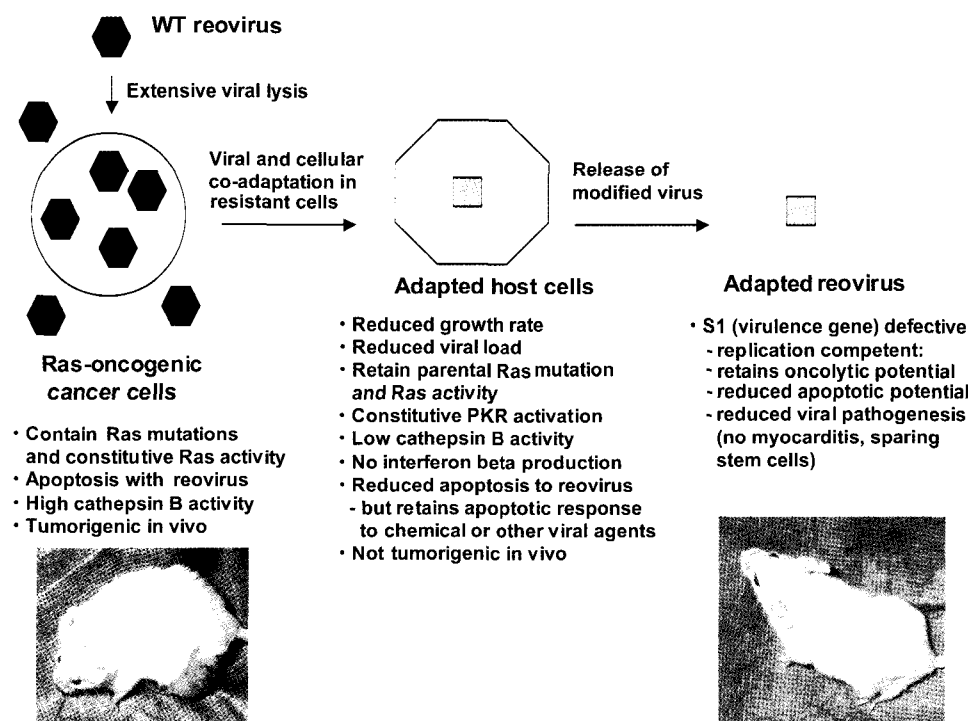 WT reovirus
Extensive viral lysis
Viral and cellular
co-adaptation in
resistant cells
Release of
modified virus
Ras-oncogenic
cancer cells
• Contain Ras mutations
and constitutive Ras activity
• Apoptosis with reovirus
• High cathepsin B activity
• Tumorigenic in vivo
Adapted host cells
• Reduced growth rate
• Reduced viral load
• Retain parental Ras mutation
and Ras activity
• Constitutive PKR activation
• Low cathepsin B activity
• No interferon beta production
• Reduced apoptosis to reovirus
- but retains apoptotic response
to chemical or other viral agents
• Not tumorigenic in vivo
Adapted reovirus
• S1 (virulence gene) defective
- replication competent:
- retains oncolytic potential
- reduced apoptotic potential
- reduced viral pathogenesis
(no myocarditis, sparing
stem cells)